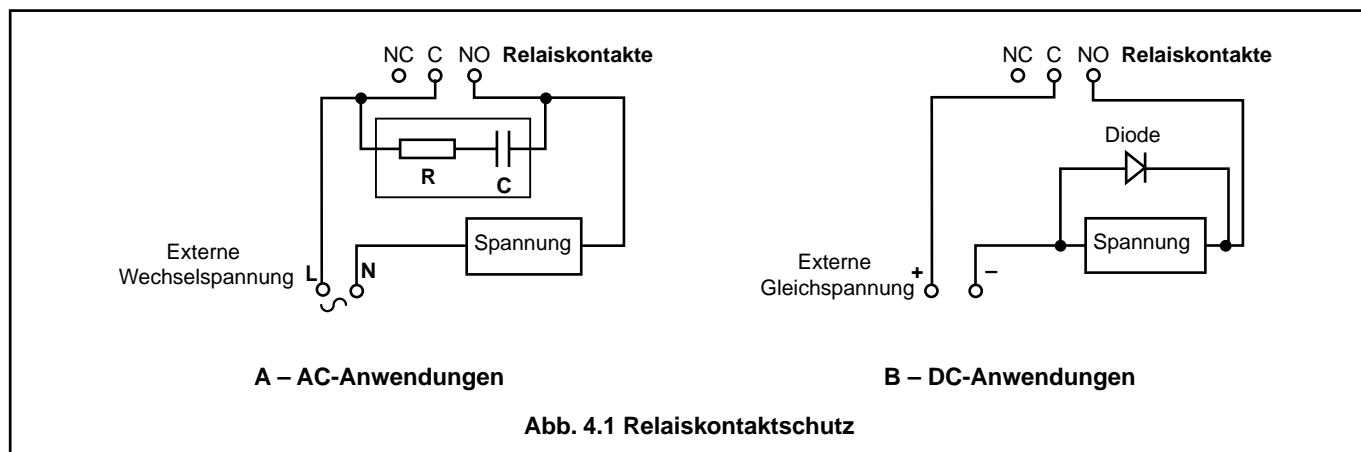 NC C NO Relaiskontakte
R
C
Spannung
Externe
Wechselspannung
L N
A – AC-Anwendungen
NC C NO Relaiskontakte
Diode
Spannung
Externe
Gleichspannung
+ –
B – DC-Anwendungen
Abb. 4.1 Relaiskontaktschutz